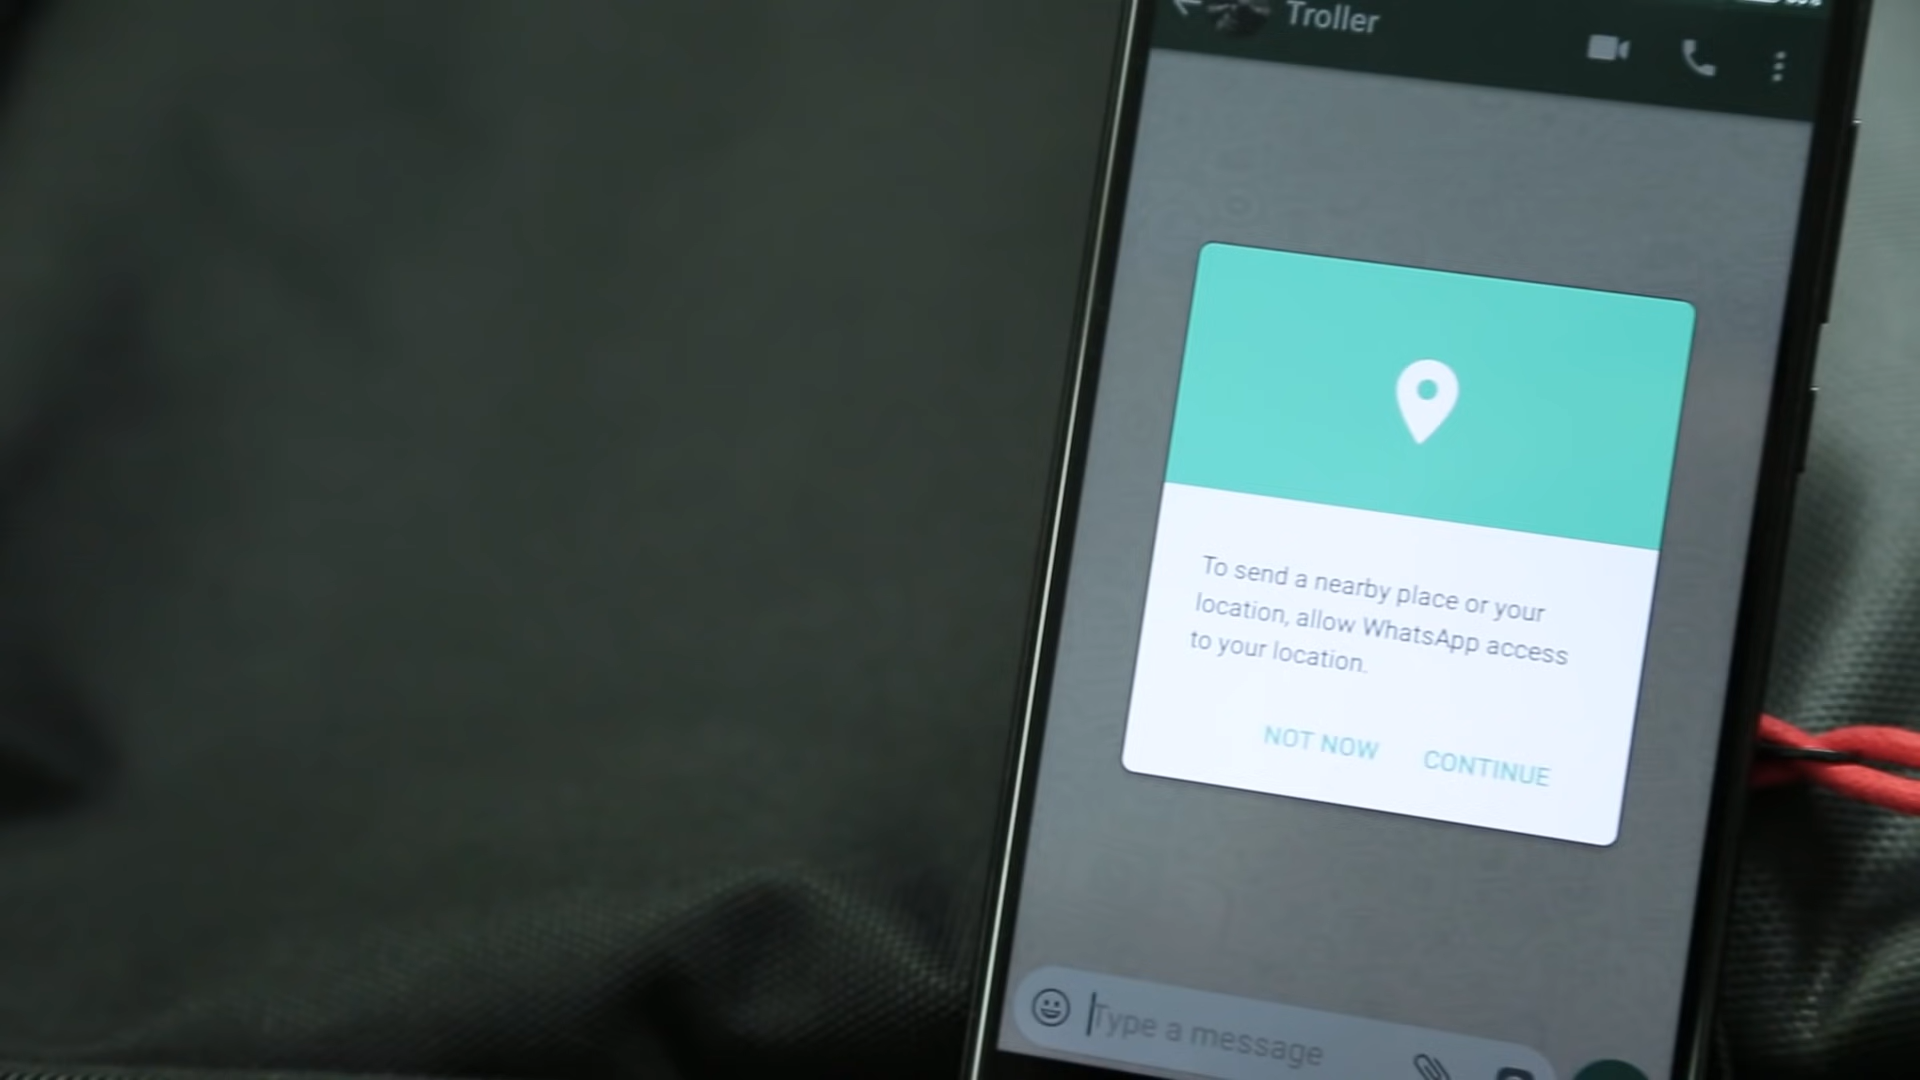 Troller
To send a nearby place or your
location, allow WhatsApp access
to your location.
NOT NOW CONTINUE
Type a message